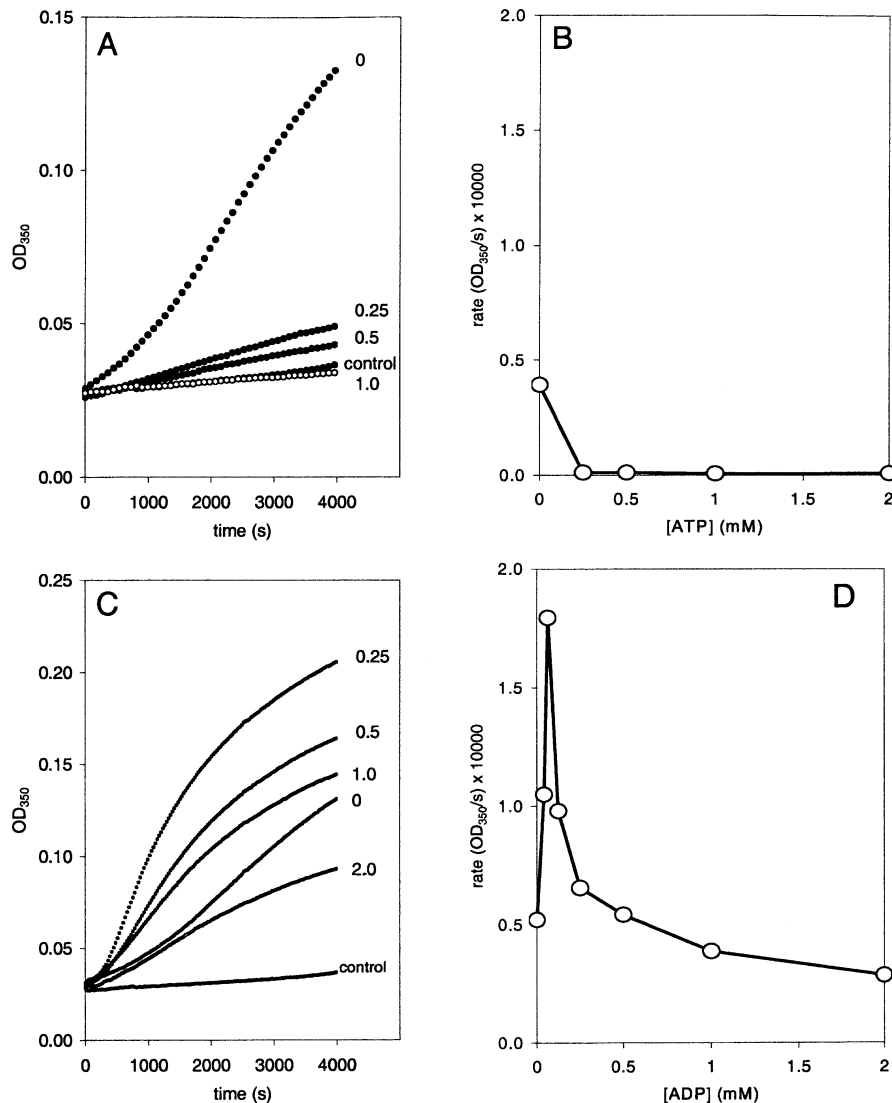 A
0.15
0.10
0.05
0.00
OD350
0
0.25
0.5
control
1.0
0 1000 2000 3000 4000
time (s)
B
2.0
1.5
1.0
0.5
0.0
rate (OD350/s) x 10000
0 0.5 1 1.5 2
[ATP] (mM)
C
0.25
0.20
0.15
0.10
0.05
0.00
OD350
0.25
0.5
1.0
0
2.0
control
0 1000 2000 3000 4000
time (s)
D
2.0
1.5
1.0
0.5
0.0
rate (OD350/s) x 10000
0 0.5 1 1.5 2
[ADP] (mM)